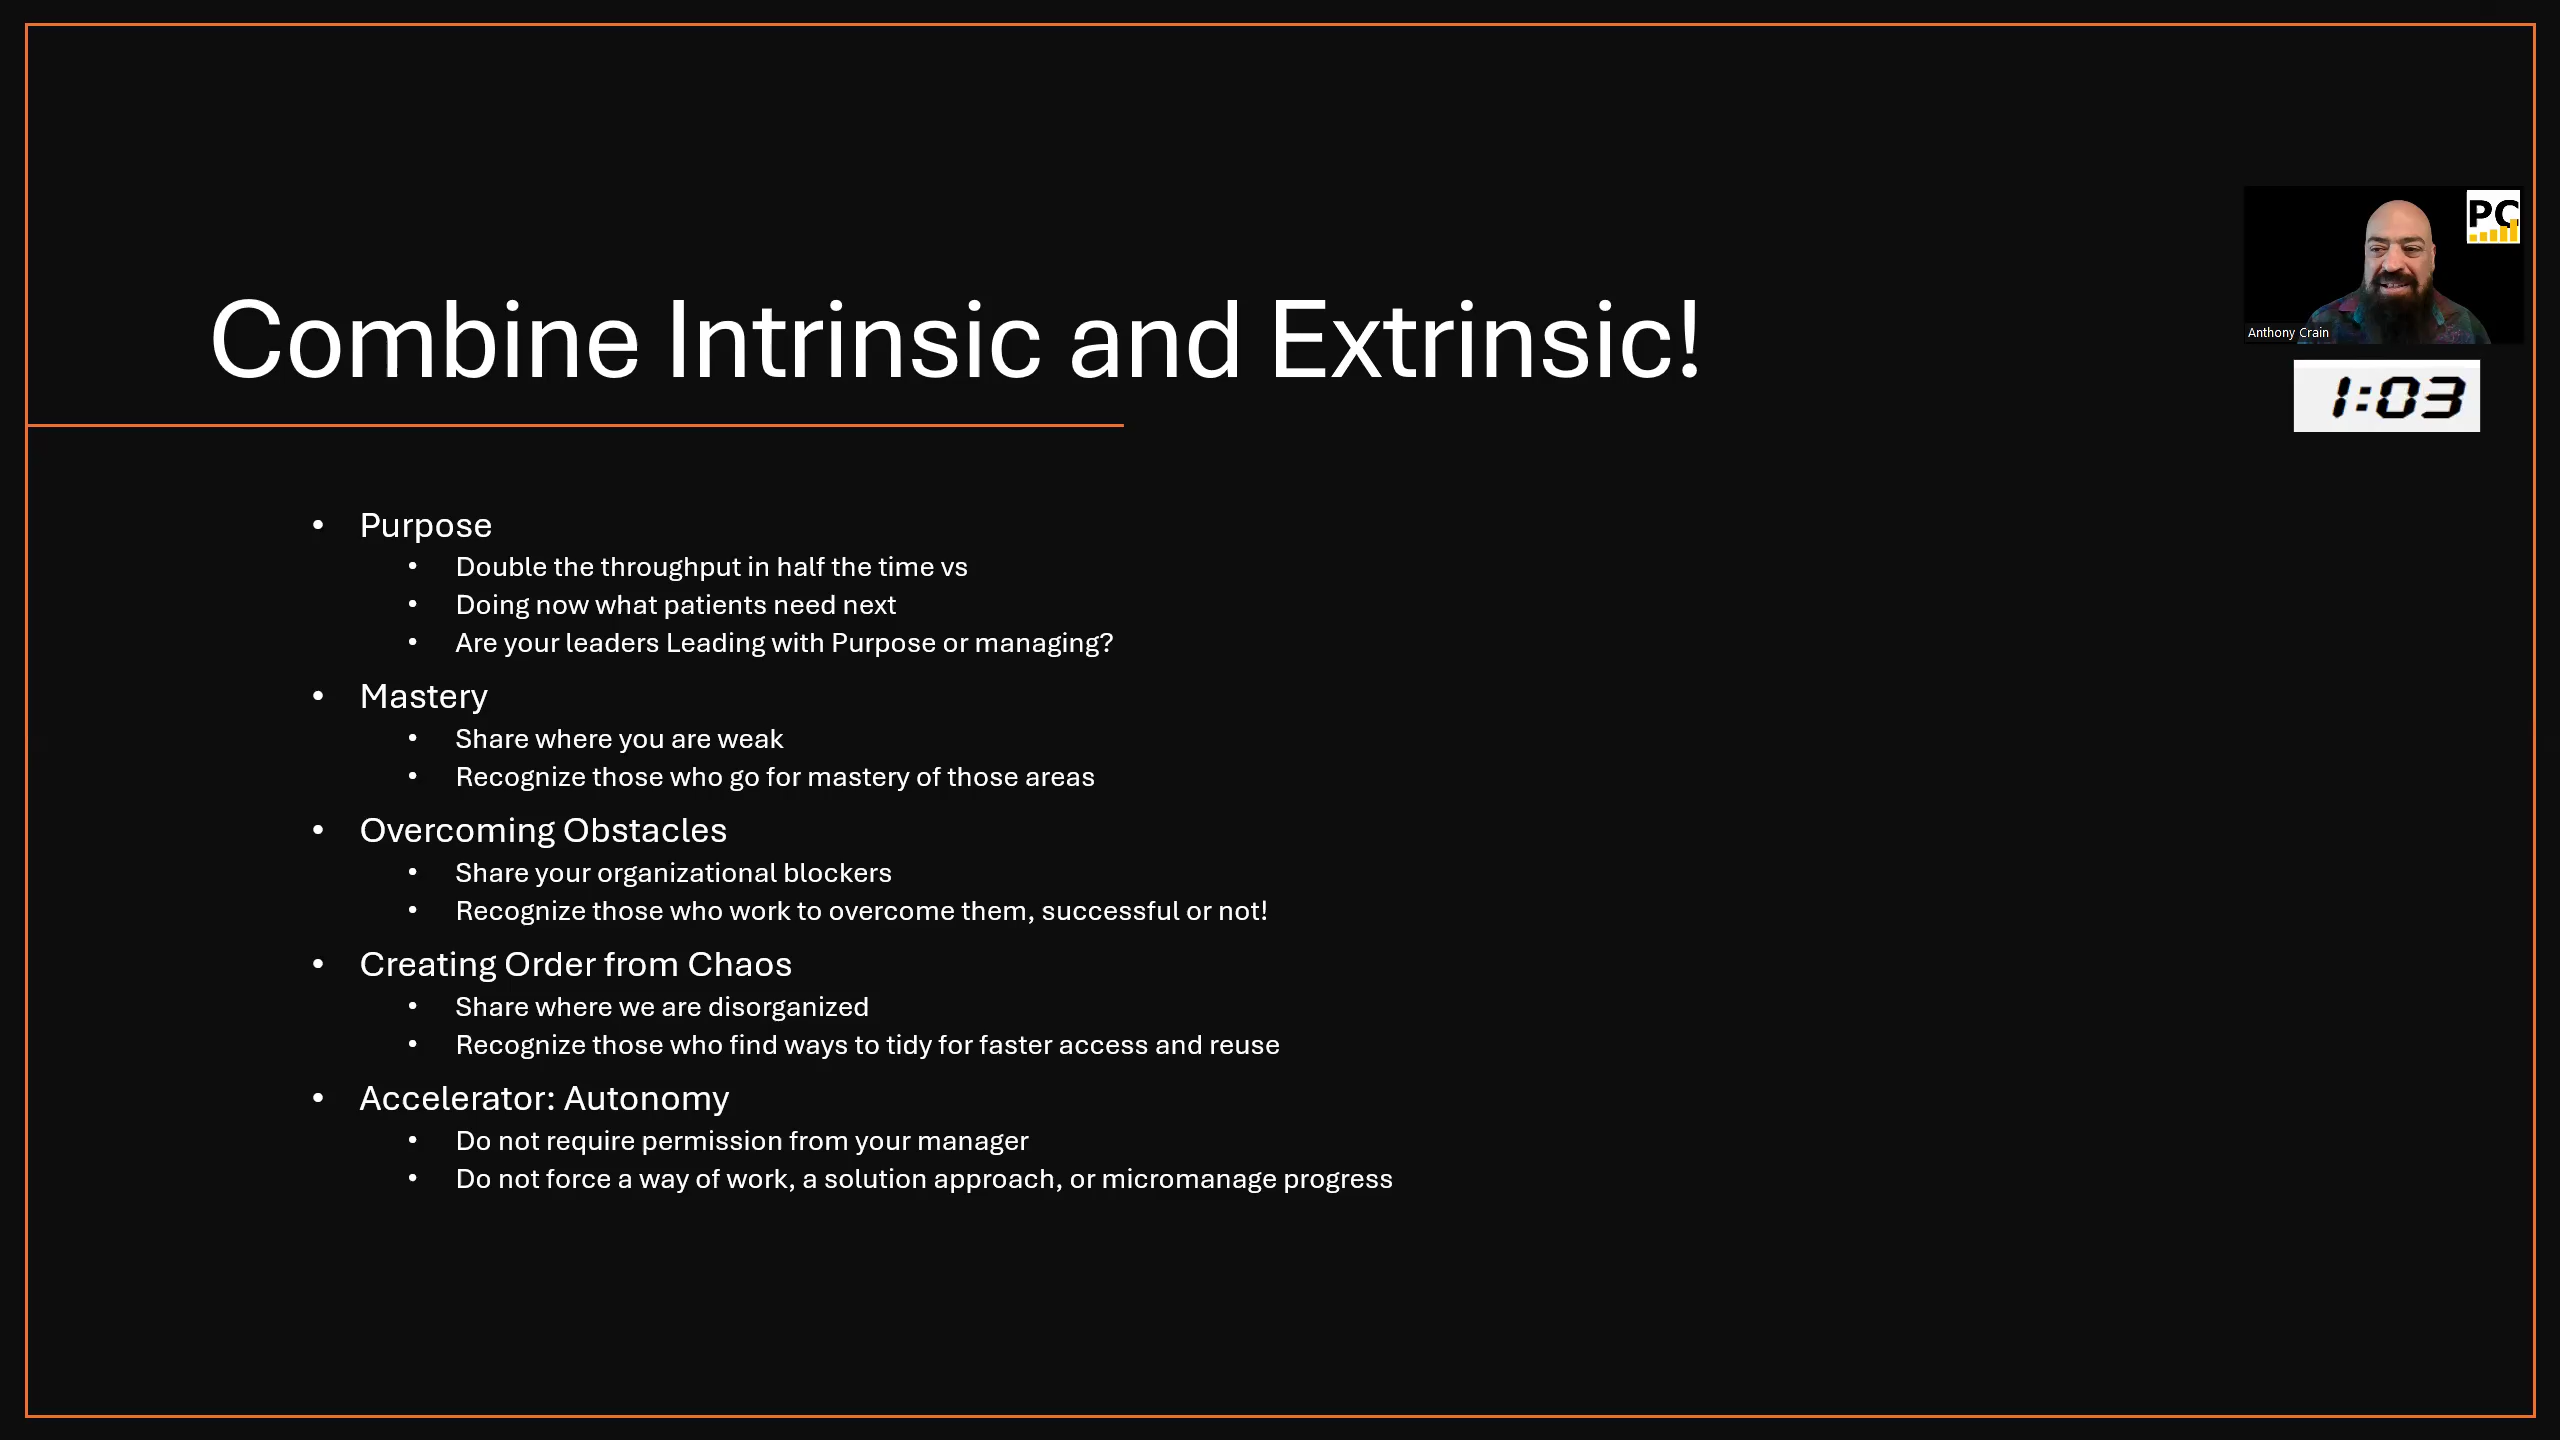 Combine Intrinsic and Extrinsic!
PC
Anthony Crain
1:03
• Purpose
• Double the throughput in half the time vs
• Doing now what patients need next
• Are your leaders Leading with Purpose or managing?
• Mastery
• Share where you are weak
• Recognize those who go for mastery of those areas
• Overcoming Obstacles
• Share your organizational blockers
• Recognize those who work to overcome them, successful or not!
• Creating Order from Chaos
• Share where we are disorganized
• Recognize those who find ways to tidy for faster access and reuse
• Accelerator: Autonomy
• Do not require permission from your manager
• Do not force a way of work, a solution approach, or micromanage progress